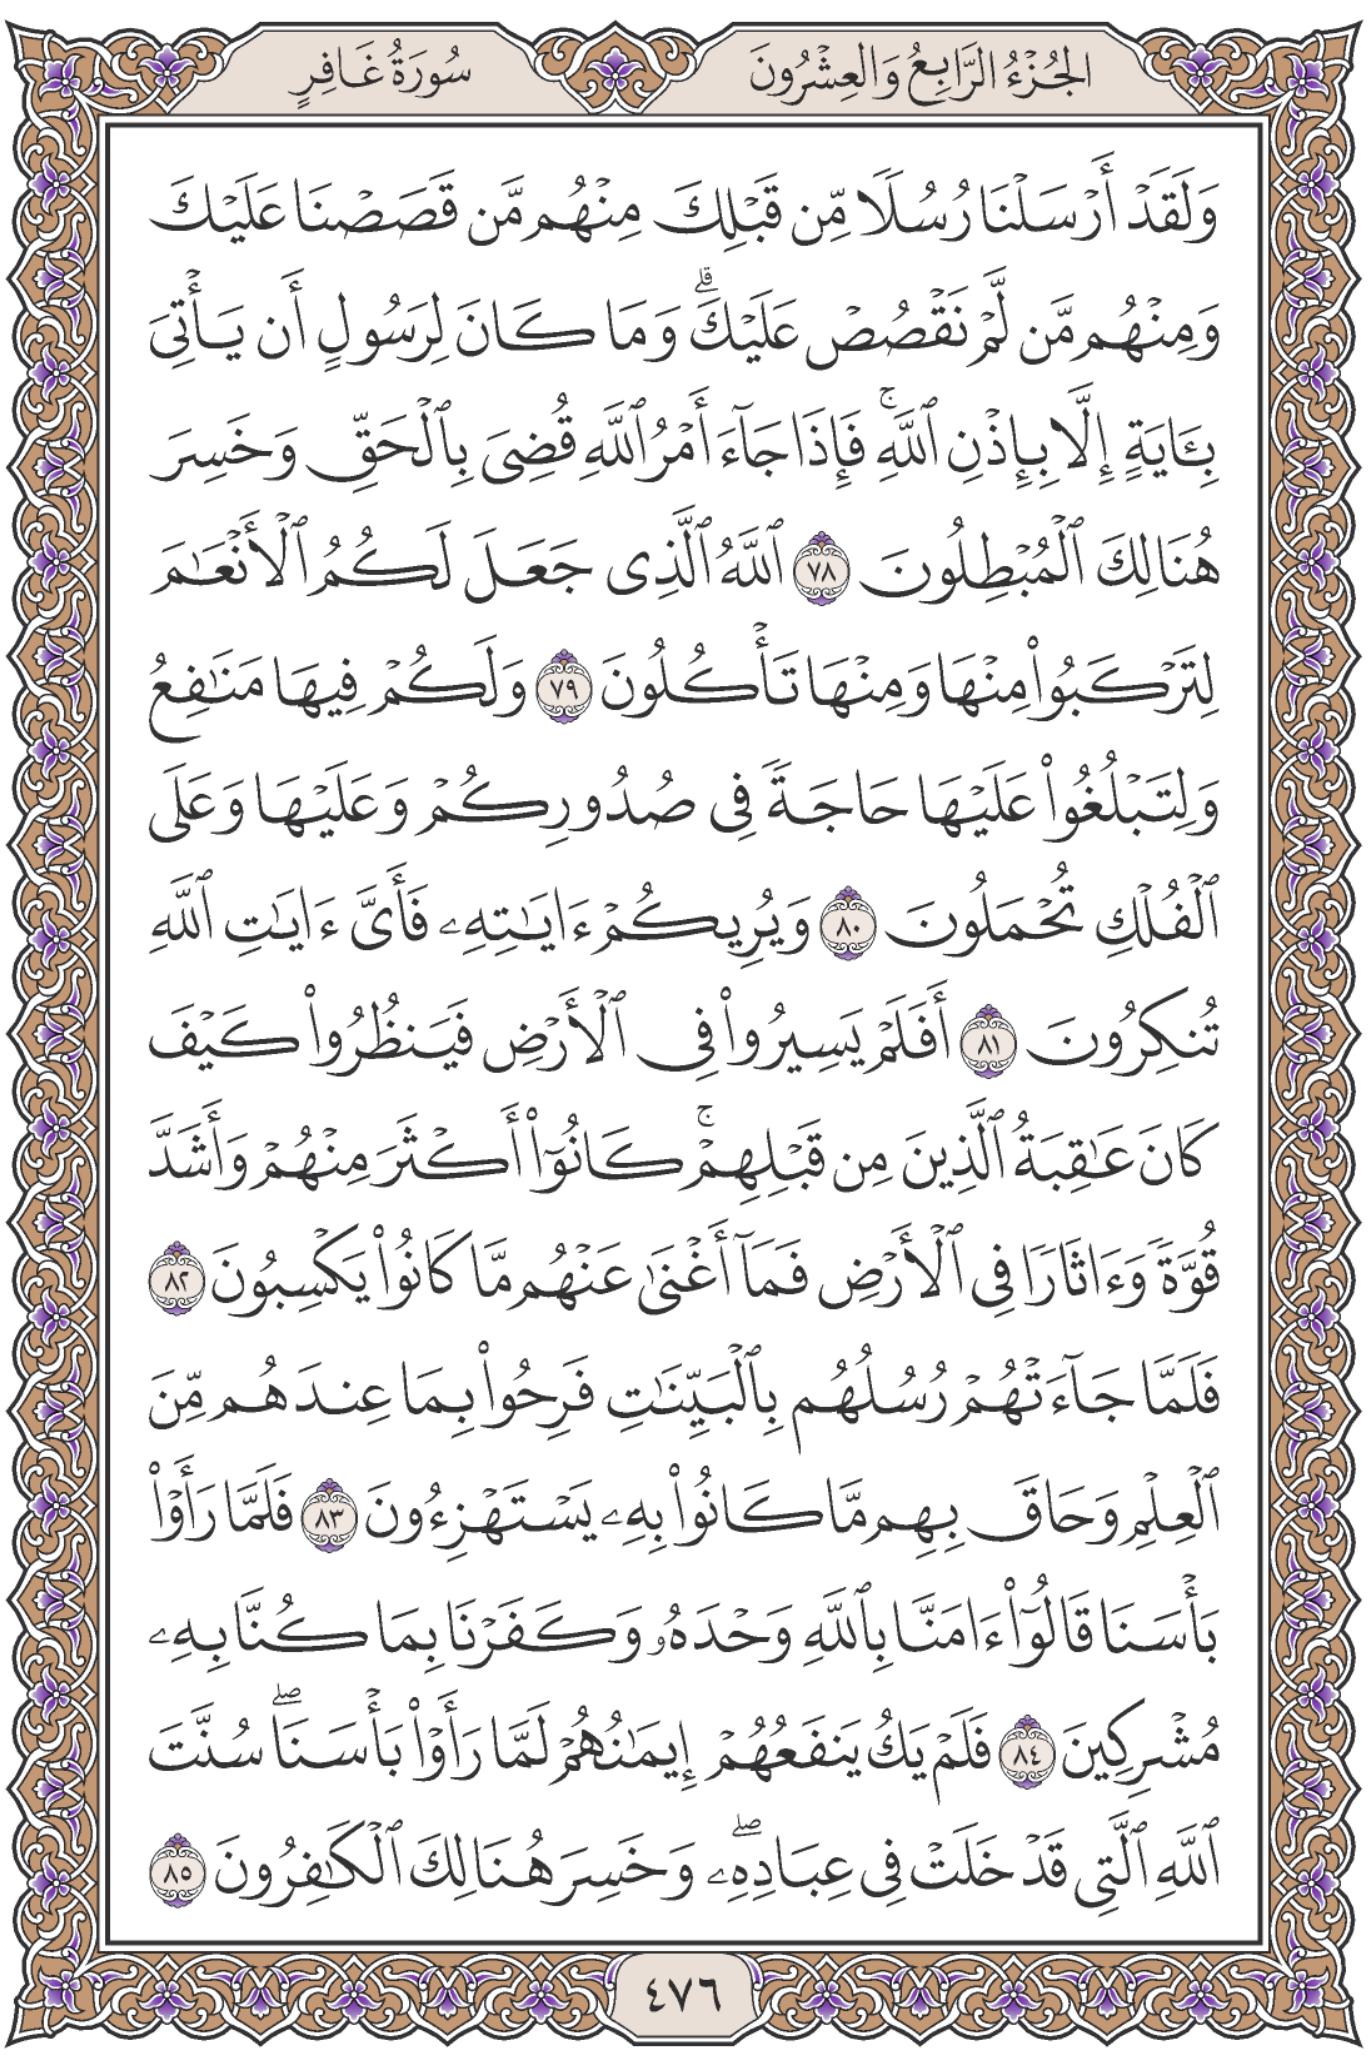 الجُزْءُ الرَّابِعُ وَالعِشْرُونَ
سُورَةُ غَافِرٍ
وَلَقَدْ أَرْسَلْنَا رُسُلًا مِّن قَبْلِكَ مِنْهُم مَّن قَصَصْنَا عَلَيْكَ
وَمِنْهُم مَّن لَّمْ نَقْصُصْ عَلَيْكَۗ وَمَا كَانَ لِرَسُولٍ أَن يَأْتِىَ
بِـَٔايَةٍ إِلَّا بِإِذْنِ ٱللَّهِۚ فَإِذَا جَآءَ أَمْرُ ٱللَّهِ قُضِىَ بِٱلْحَقِّ وَخَسِرَ
هُنَالِكَ ٱلْمُبْطِلُونَ ٧٨ ٱللَّهُ ٱلَّذِى جَعَلَ لَكُمُ ٱلْأَنْعَٰمَ
لِتَرْكَبُوا۟ مِنْهَا وَمِنْهَا تَأْكُلُونَ ٧٩ وَلَكُمْ فِيهَا مَنَٰفِعُ
وَلِتَبْلُغُوا۟ عَلَيْهَا حَاجَةً فِى صُدُورِكُمْ وَعَلَيْهَا وَعَلَى
ٱلْفُلْكِ تُحْمَلُونَ ٨٠ وَيُرِيكُمْ ءَايَٰتِهِۦ فَأَىَّ ءَايَٰتِ ٱللَّهِ
تُنكِرُونَ ٨١ أَفَلَمْ يَسِيرُوا۟ فِى ٱلْأَرْضِ فَيَنظُرُوا۟ كَيْفَ
كَانَ عَٰقِبَةُ ٱلَّذِينَ مِن قَبْلِهِمْۚ كَانُوٓا۟ أَكْثَرَ مِنْهُمْ وَأَشَدَّ
قُوَّةً وَءَاثَارًا فِى ٱلْأَرْضِ فَمَآ أَغْنَىٰ عَنْهُم مَّا كَانُوا۟ يَكْسِبُونَ ٨٢
فَلَمَّا جَآءَتْهُمْ رُسُلُهُم بِٱلْبَيِّنَٰتِ فَرِحُوا۟ بِمَا عِندَهُم مِّنَ
ٱلْعِلْمِ وَحَاقَ بِهِم مَّا كَانُوا۟ بِهِۦ يَسْتَهْزِءُونَ ٨٣ فَلَمَّا رَأَوْا۟
بَأْسَنَا قَالُوٓا۟ ءَامَنَّا بِٱللَّهِ وَحْدَهُۥ وَكَفَرْنَا بِمَا كُنَّا بِهِۦ
مُشْرِكِينَ ٨٤ فَلَمْ يَكُ يَنفَعُهُمْ إِيمَٰنُهُمْ لَمَّا رَأَوْا۟ بَأْسَنَاۖ سُنَّتَ
ٱللَّهِ ٱلَّتِى قَدْ خَلَتْ فِى عِبَادِهِۦۖ وَخَسِرَ هُنَالِكَ ٱلْكَٰفِرُونَ ٨٥
٤٧٦